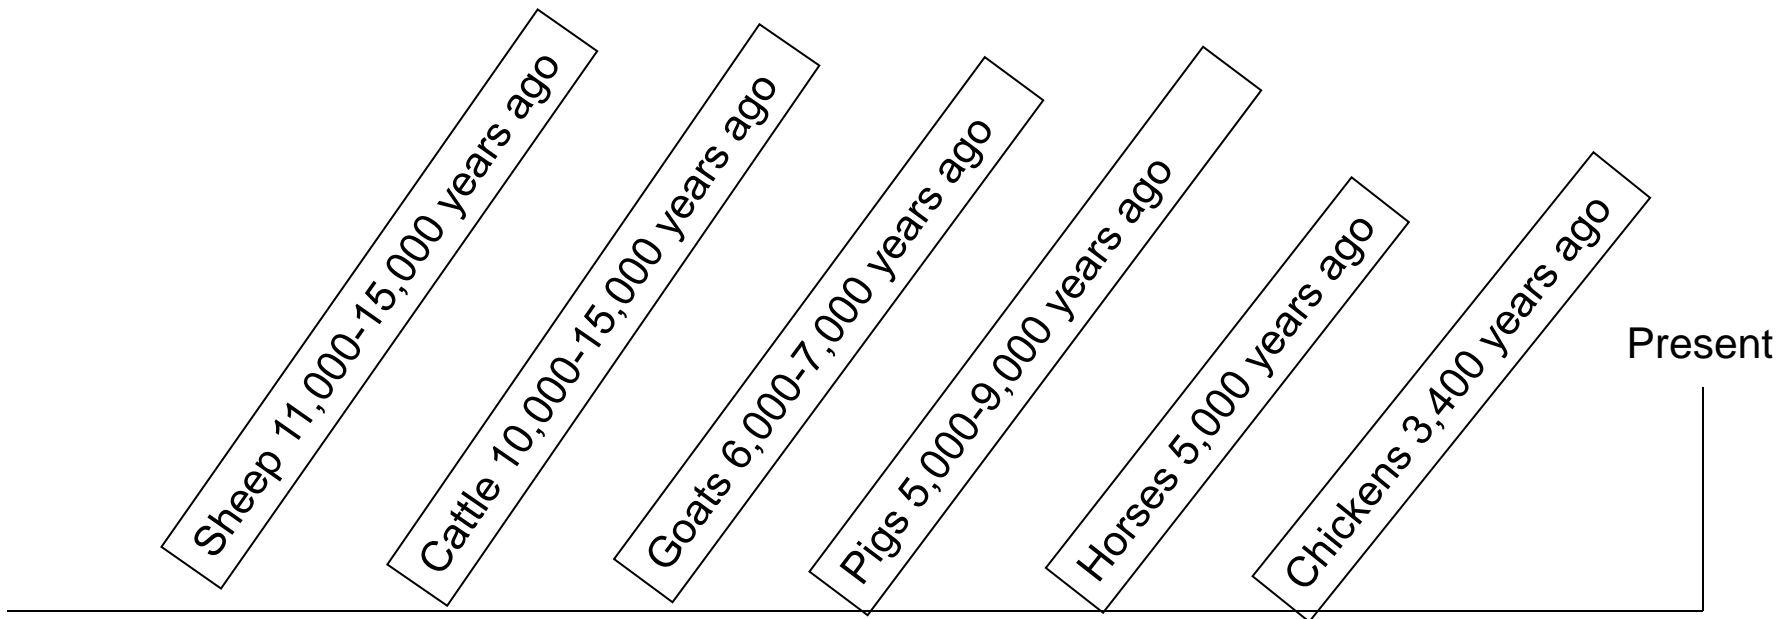 Sheep 11,000-15,000 years ago
Cattle 10,000-15,000 years ago
Goats 6,000-7,000 years ago
Pigs 5,000-9,000 years ago
Horses 5,000 years ago
Chickens 3,400 years ago
Present